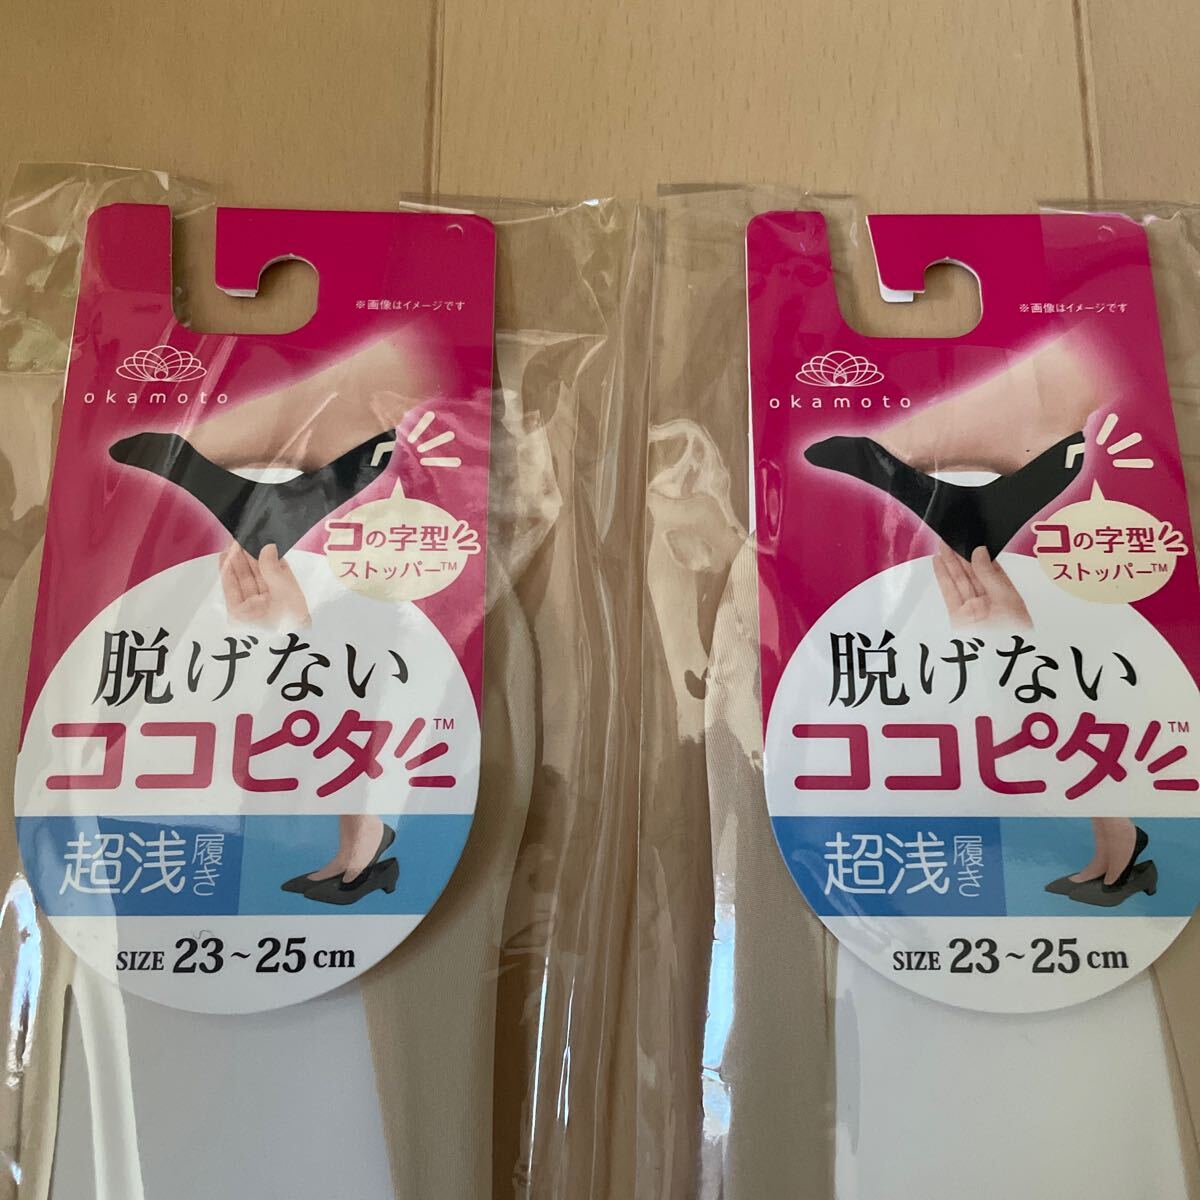 ※画像はイメージです
okamoto
コの字型
ストッパー™
脱げない
ココピタ™
超浅履き
SIZE 23~25cm
※画像はイメージです
okamoto
コの字型
ストッパー™
脱げない
ココピタ™
超浅履き
SIZE 23~25cm